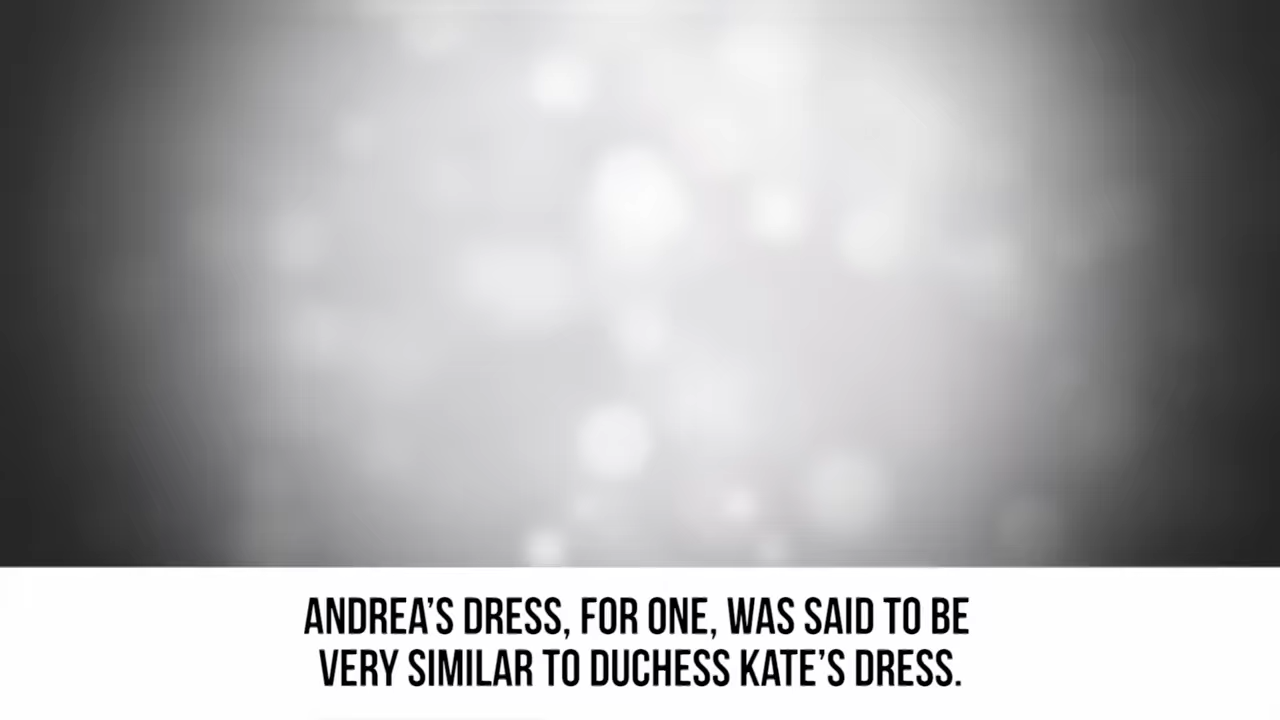 ANDREA’S DRESS, FOR ONE, WAS SAID TO BE
VERY SIMILAR TO DUCHESS KATE’S DRESS.